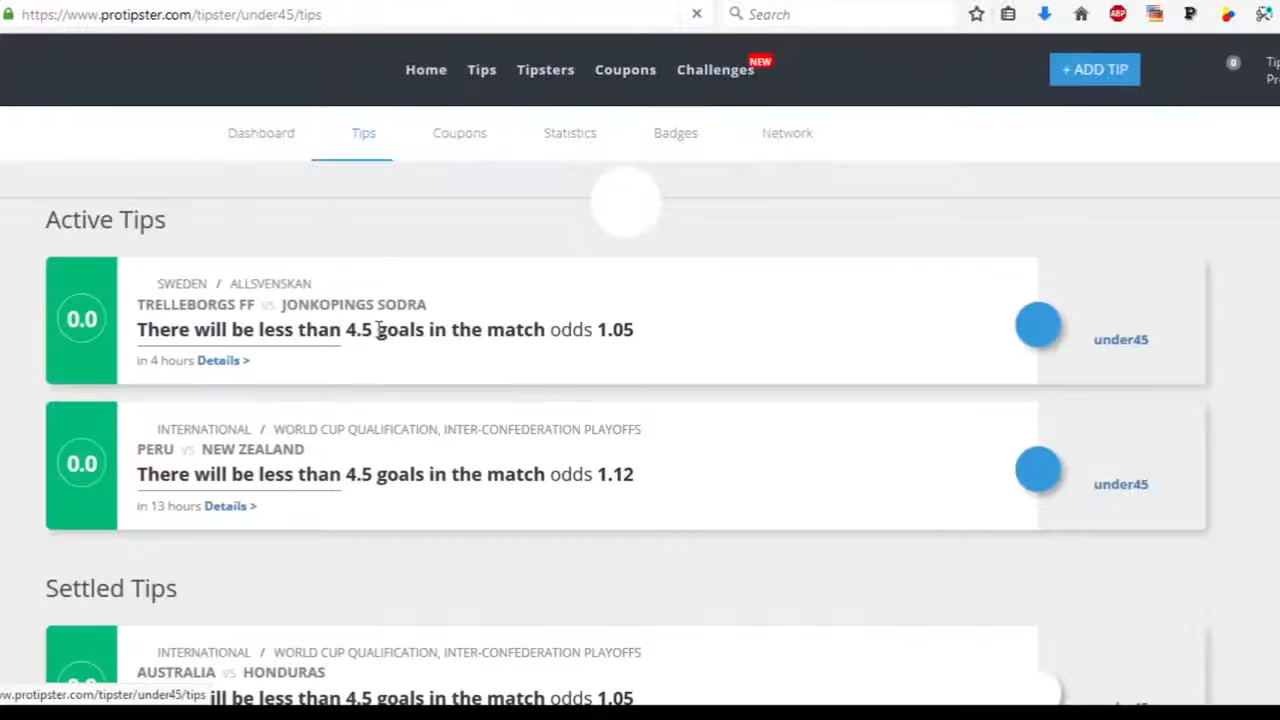 https://www.protipster.com/tipster/under45/tips
Search
ABP
Home Tips Tipsters Coupons Challenges NEW
+ ADD TIP
0
Dashboard Tips Coupons Statistics Badges Network
Active Tips
SWEDEN / ALLSVENSKAN
0.0
TRELLEBORGS FF vs JONKOPINGS SODRA
There will be less than 4.5 goals in the match odds 1.05
under45
in 4 hours Details >
INTERNATIONAL / WORLD CUP QUALIFICATION, INTER-CONFEDERATION PLAYOFFS
0.0
PERU vs NEW ZEALAND
There will be less than 4.5 goals in the match odds 1.12
under45
in 13 hours Details >
Settled Tips
INTERNATIONAL / WORLD CUP QUALIFICATION, INTER-CONFEDERATION PLAYOFFS
AUSTRALIA vs HONDURAS
ill be less than 4.5 goals in the match odds 1.05
w.protipster.com/tipster/under45/tips